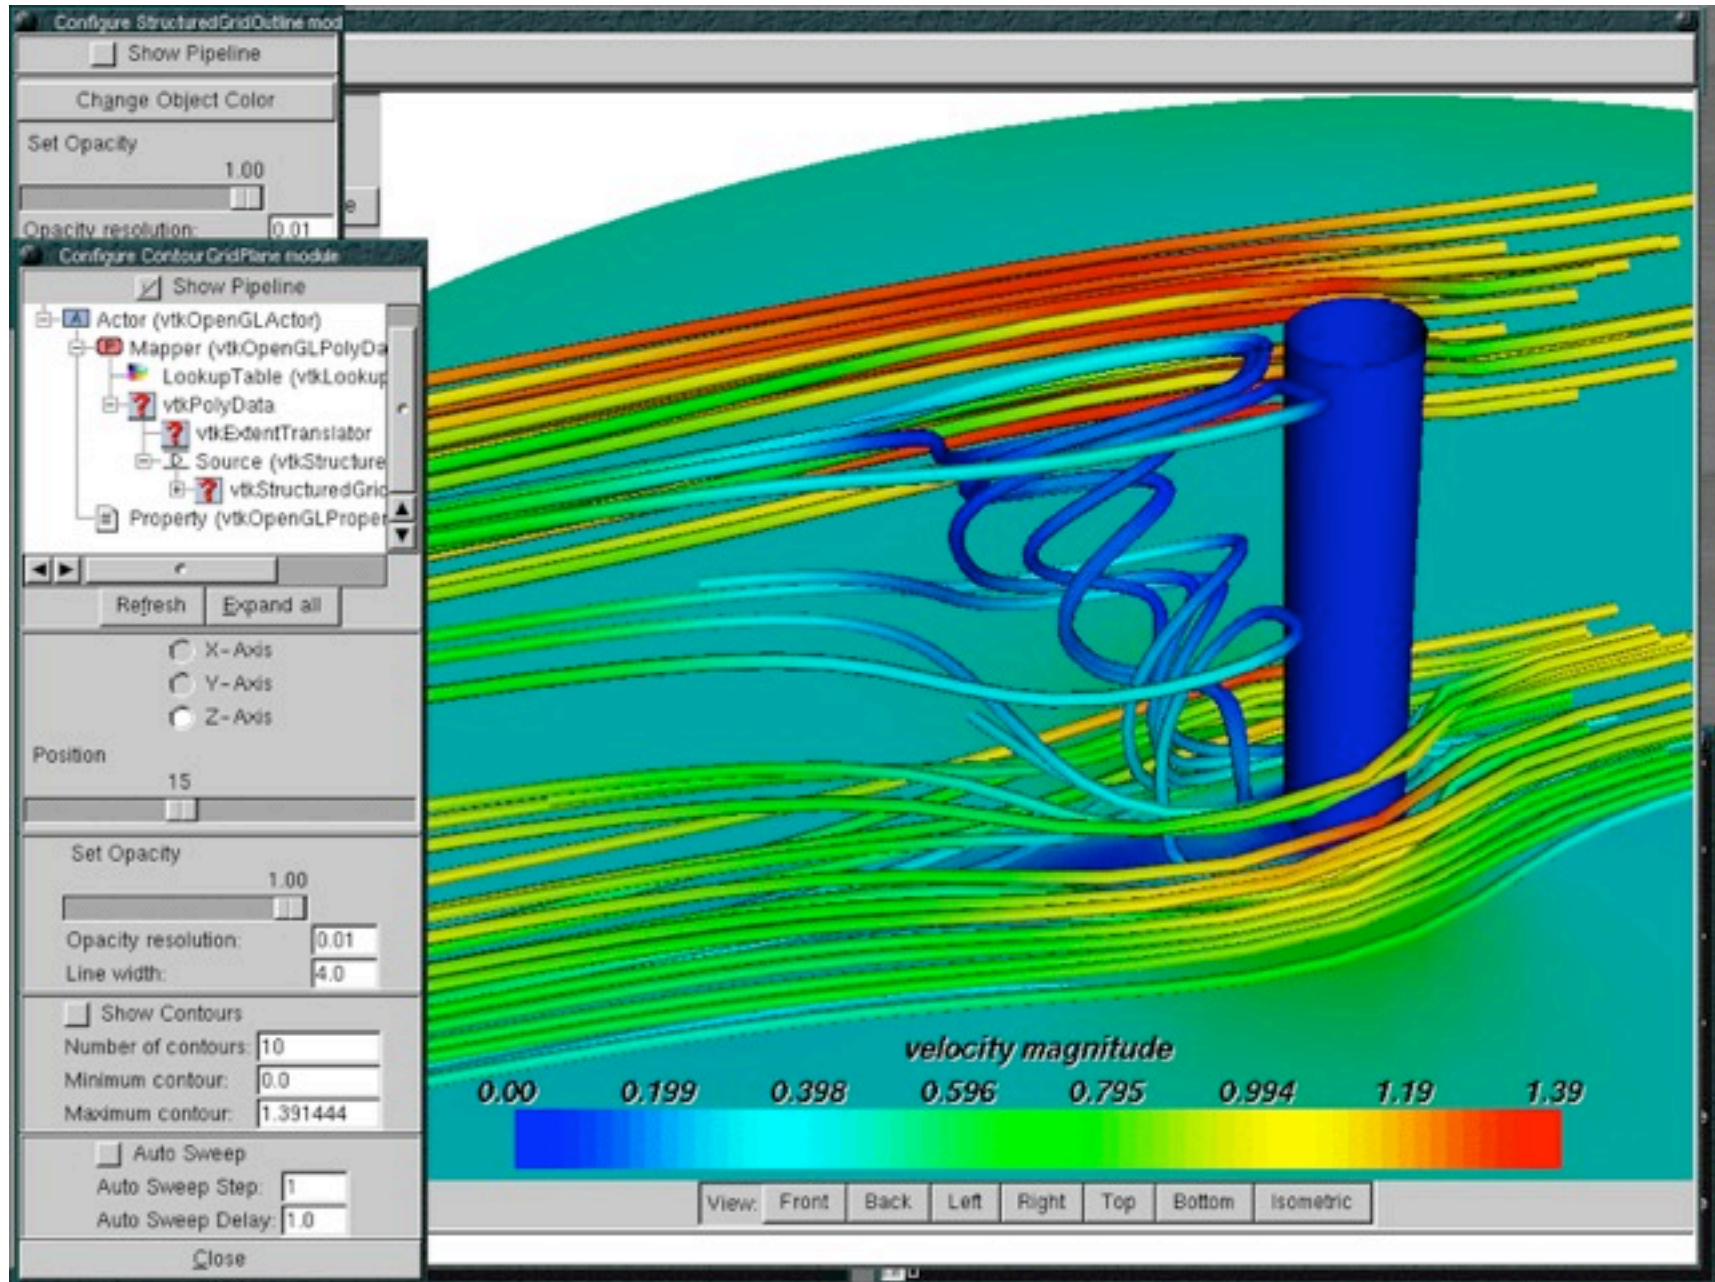 Configure StructuredGridOutline mod
Show Pipeline
Change Object Color
Set Opacity
1.00
Opacity resolution: 0.01
e
Configure ContourGridPlane module
Show Pipeline
A Actor (vtkOpenGLActor)
Mapper (vtkOpenGLPolyDa
LookupTable (vtkLookup
? vtkPolyData
? vtkExtentTranslator
Source (vtkStructure
? vtkStructuredGrid
Property (vtkOpenGLProper
Refresh Expand all
X-Axis
Y-Axis
Z-Axis
Position
15
Set Opacity
1.00
Opacity resolution: 0.01
Line width: 4.0
Show Contours
Number of contours: 10
Minimum contour: 0.0
Maximum contour: 1.391444
Auto Sweep
Auto Sweep Step: 1
Auto Sweep Delay: 1.0
Close
velocity magnitude
0.00 0.199 0.398 0.596 0.795 0.994 1.19 1.39
View: Front Back Left Right Top Bottom Isometric